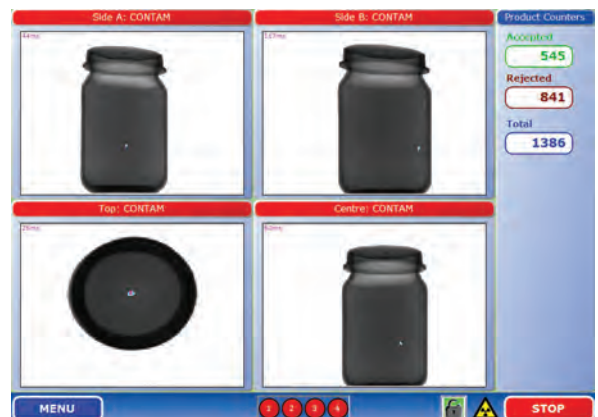 Side A: CONTAM
Side B: CONTAM
Product Counters
44ms
Accepted
545
Rejected
841
Total
1386
Top: CONTAM
Centre: CONTAM
MENU
1 2 3 4
STOP